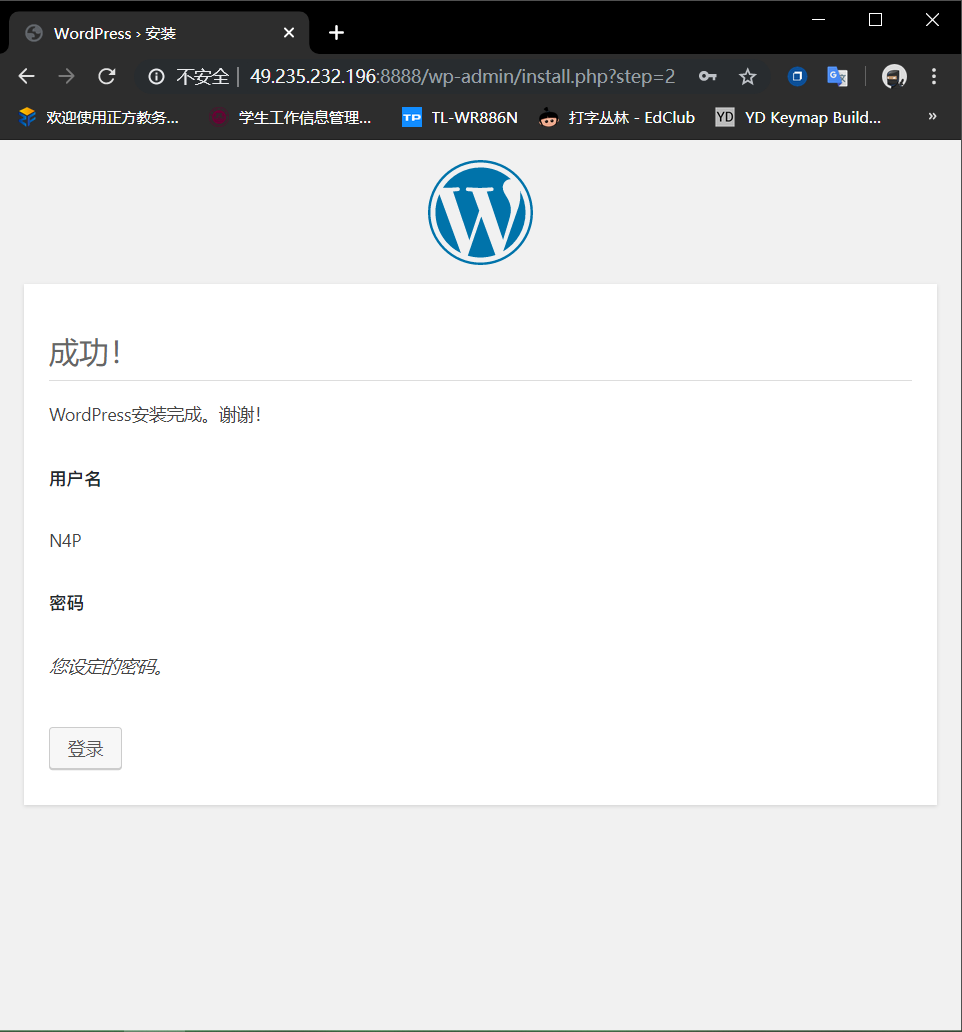 WordPress › 安装
不安全 | 49.235.232.196:8888/wp-admin/install.php?step=2
欢迎使用正方教务... 学生工作信息管理... TP TL-WR886N 打字丛林 - EdClub YD YD Keymap Build... »
W
成功！
WordPress安装完成。谢谢！
用户名
N4P
密码
您设定的密码。
登录